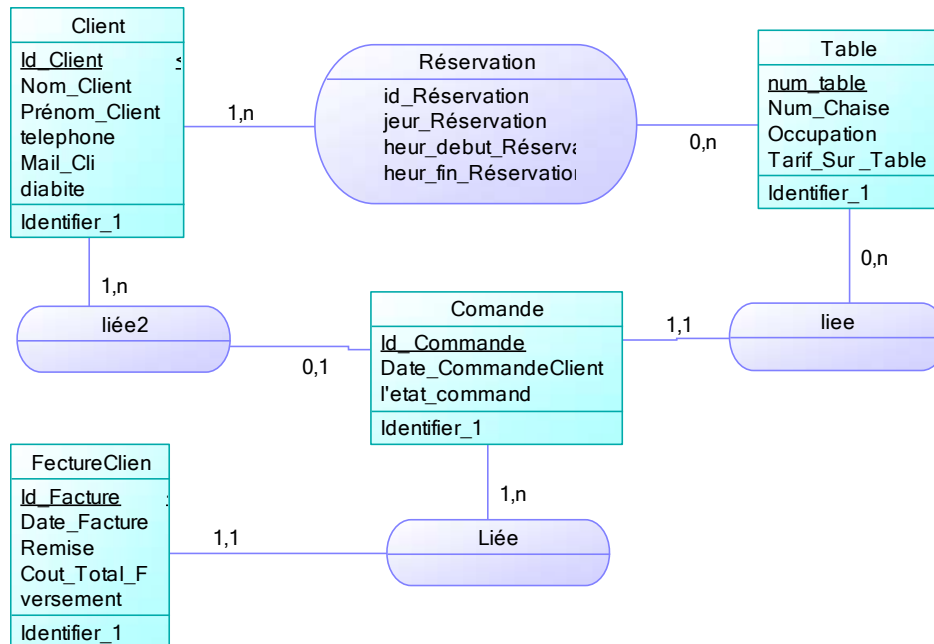 Client
Id_Client
Nom_Client
Prénom_Client
telephone
Mail_Cli
diabite
Identifier_1
1,n
Réservation
id_Réservation
jeur_Réservation
heur_debut_Réserva
heur_fin_Réservation
0,n
Table
num_table
Num_Chaise
Occupation
Tarif_Sur _Table
Identifier_1
1,n
liée2
0,1
Comande
Id_Commande
Date_CommandeClient
l'etat_command
Identifier_1
1,1
0,n
liee
FectureClien
Id_Facture
Date_Facture
Remise
Cout_Total_F
versement
Identifier_1
1,1
1,n
Liée